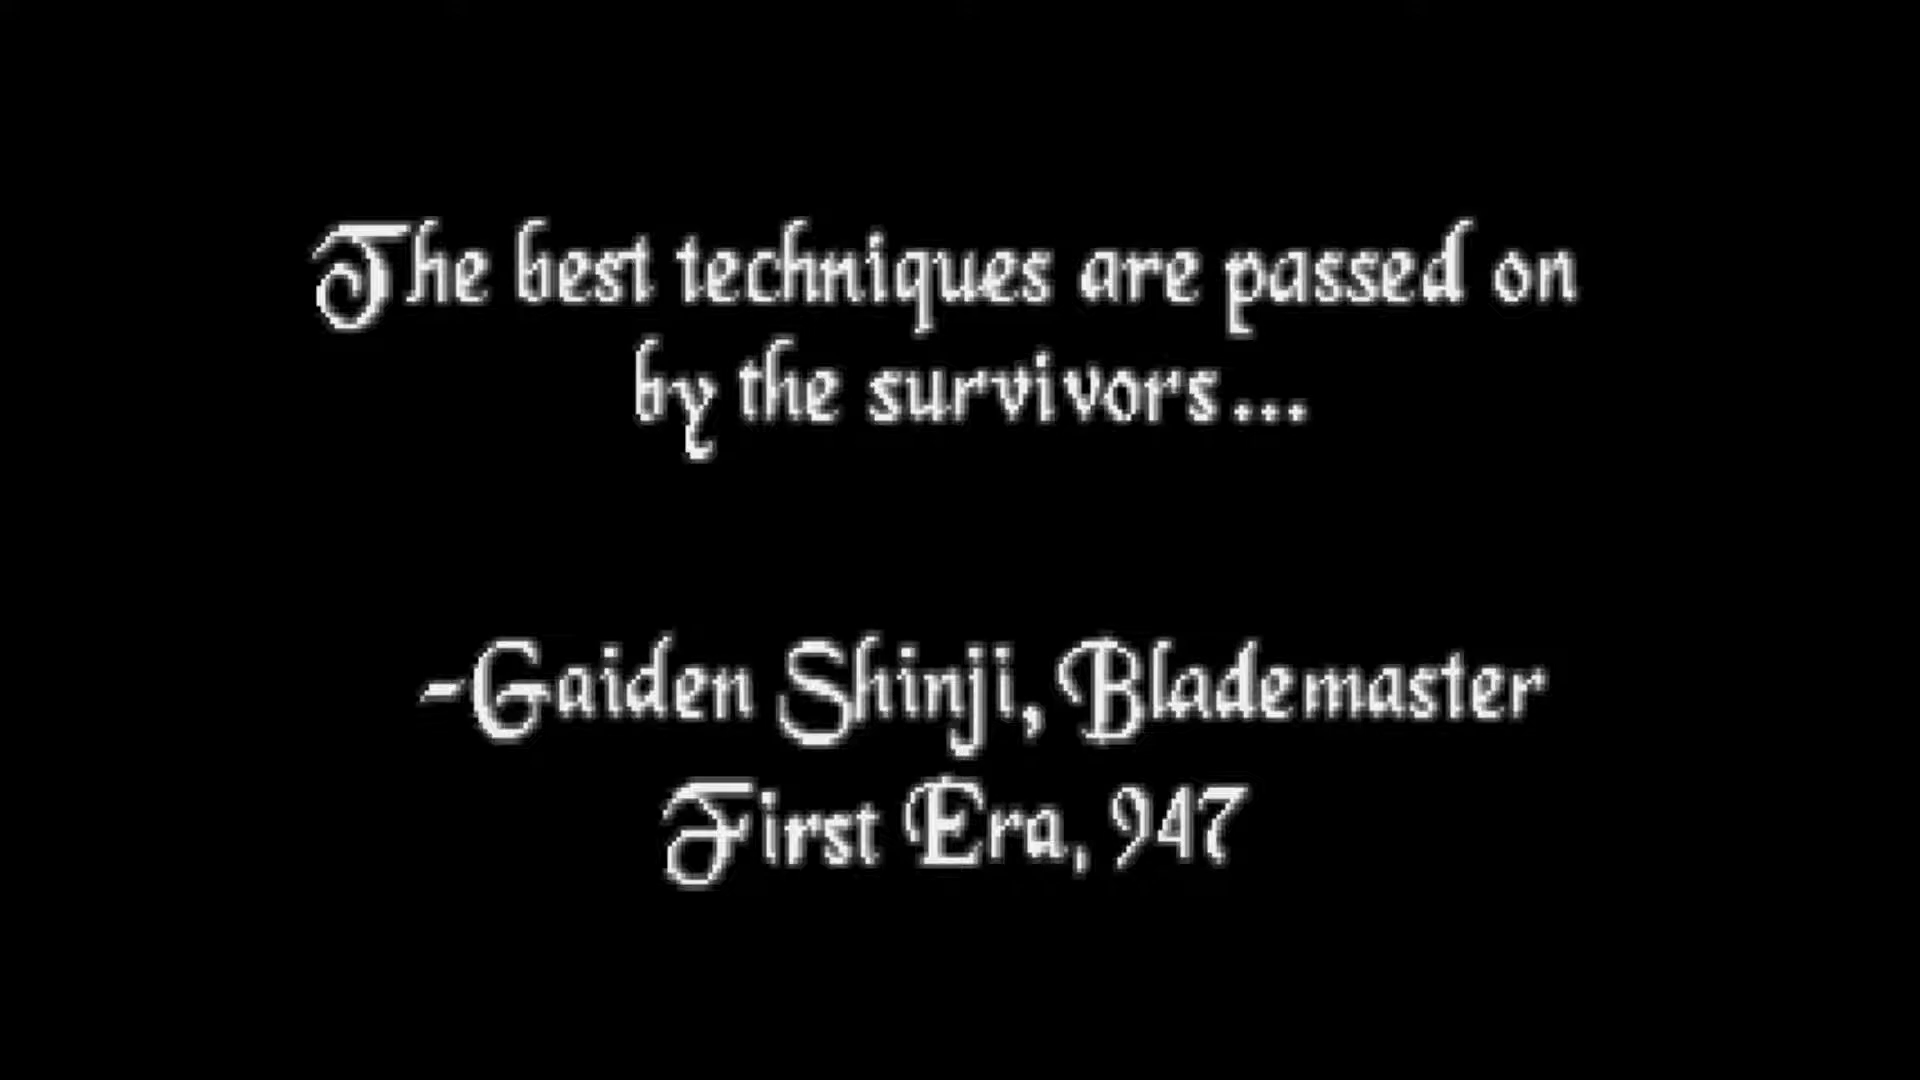 The best techniques are passed on
by the survivors...
-Gaiden Shinji, Blademaster
First Era, 947